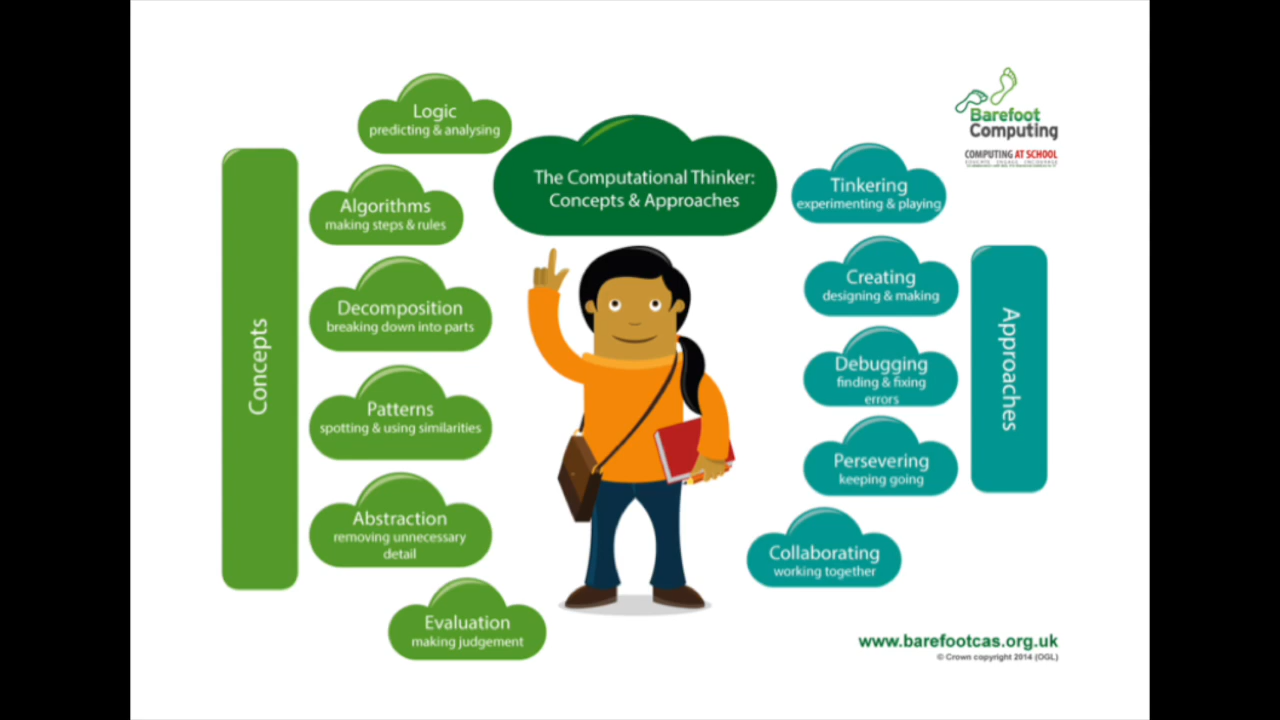 Logic
predicting & analysing
Algorithms
making steps & rules
Decomposition
breaking down into parts
Patterns
spotting & using similarities
Abstraction
removing unnecessary
detail
Evaluation
making judgement
Concepts
The Computational Thinker:
Concepts & Approaches
Barefoot
Computing
COMPUTING AT SCHOOL
Tinkering
experimenting & playing
Creating
designing & making
Debugging
finding & fixing
errors
Persevering
keeping going
Collaborating
working together
Approaches
www.barefootcas.org.uk
© Crown copyright 2014 (OGL)